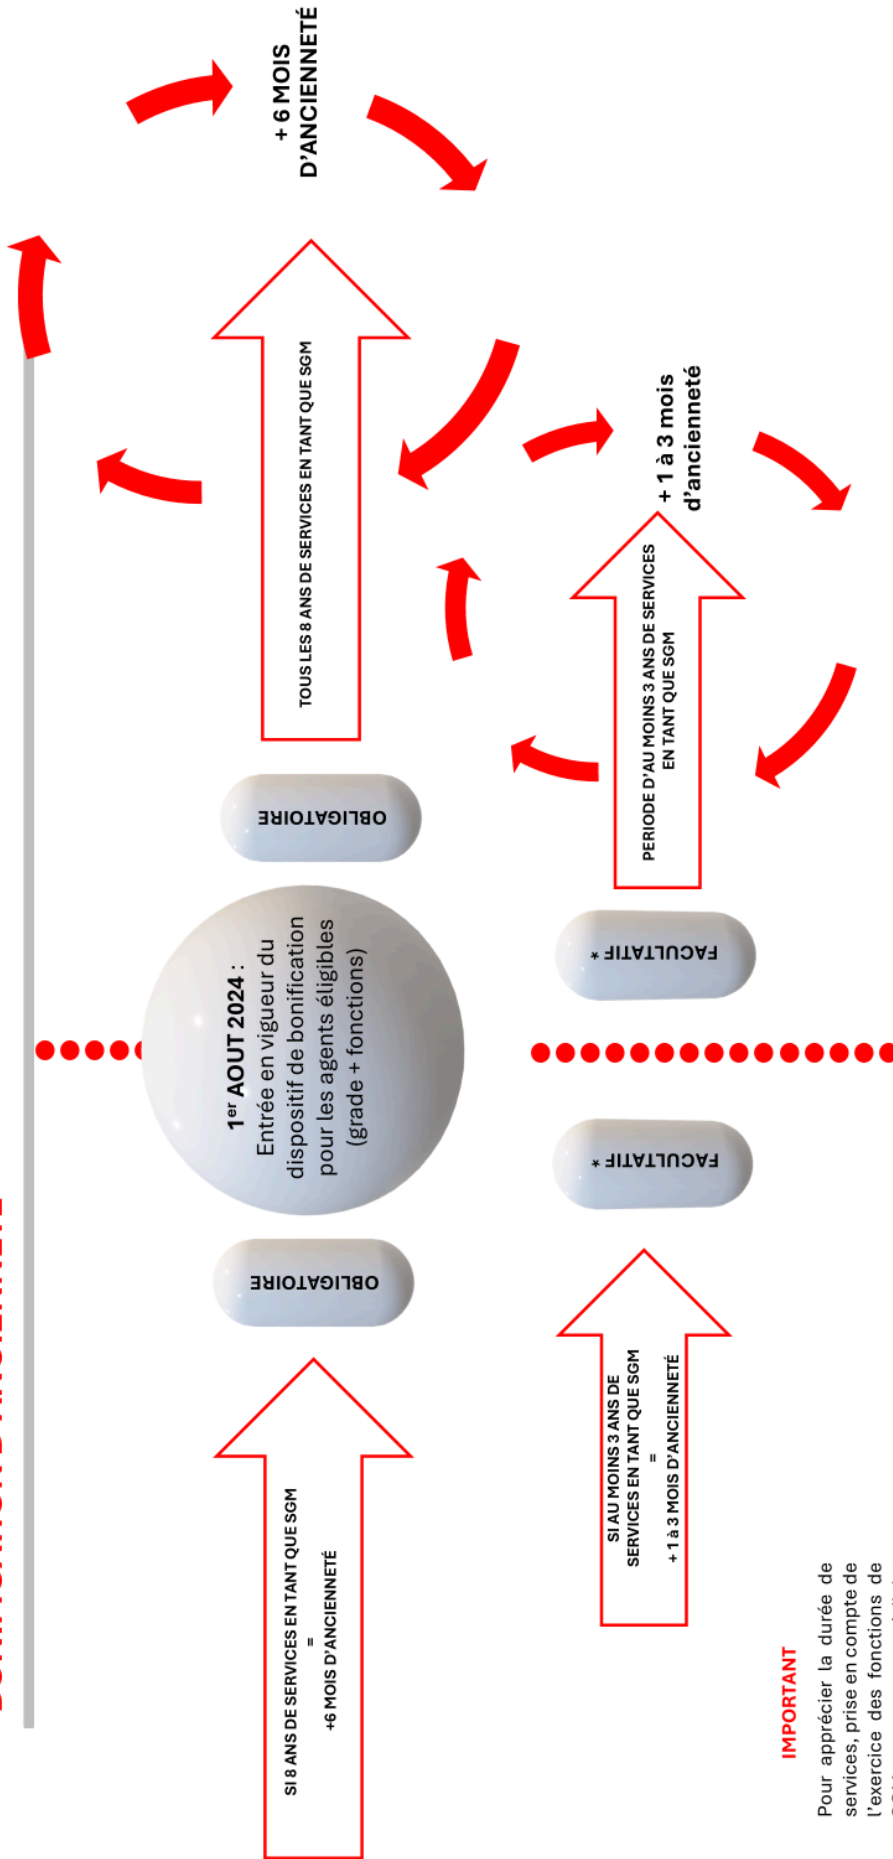 BONIFICATION D'ANCIENNETÉ
SI 8 ANS DE SERVICES EN TANT QUE SGM
=
+6 MOIS D'ANCIENNETÉ
OBLIGATOIRE
1er AOUT 2024 :
Entrée en vigueur du
dispositif de bonification
pour les agents éligibles
(grade + fonctions)
OBLIGATOIRE
TOUS LES 8 ANS DE SERVICES EN TANT QUE SGM
+ 6 MOIS
D'ANCIENNETÉ
SI AU MOINS 3 ANS DE
SERVICES EN TANT QUE SGM
=
+ 1 à 3 MOIS D'ANCIENNETÉ
FACULTATIF *
FACULTATIF *
PERIODE D'AU MOINS 3 ANS DE SERVICES
EN TANT QUE SGM
+ 1 à 3 mois
d'ancienneté
IMPORTANT
Pour apprécier la durée de
services, prise en compte de
l'exercice des fonctions de